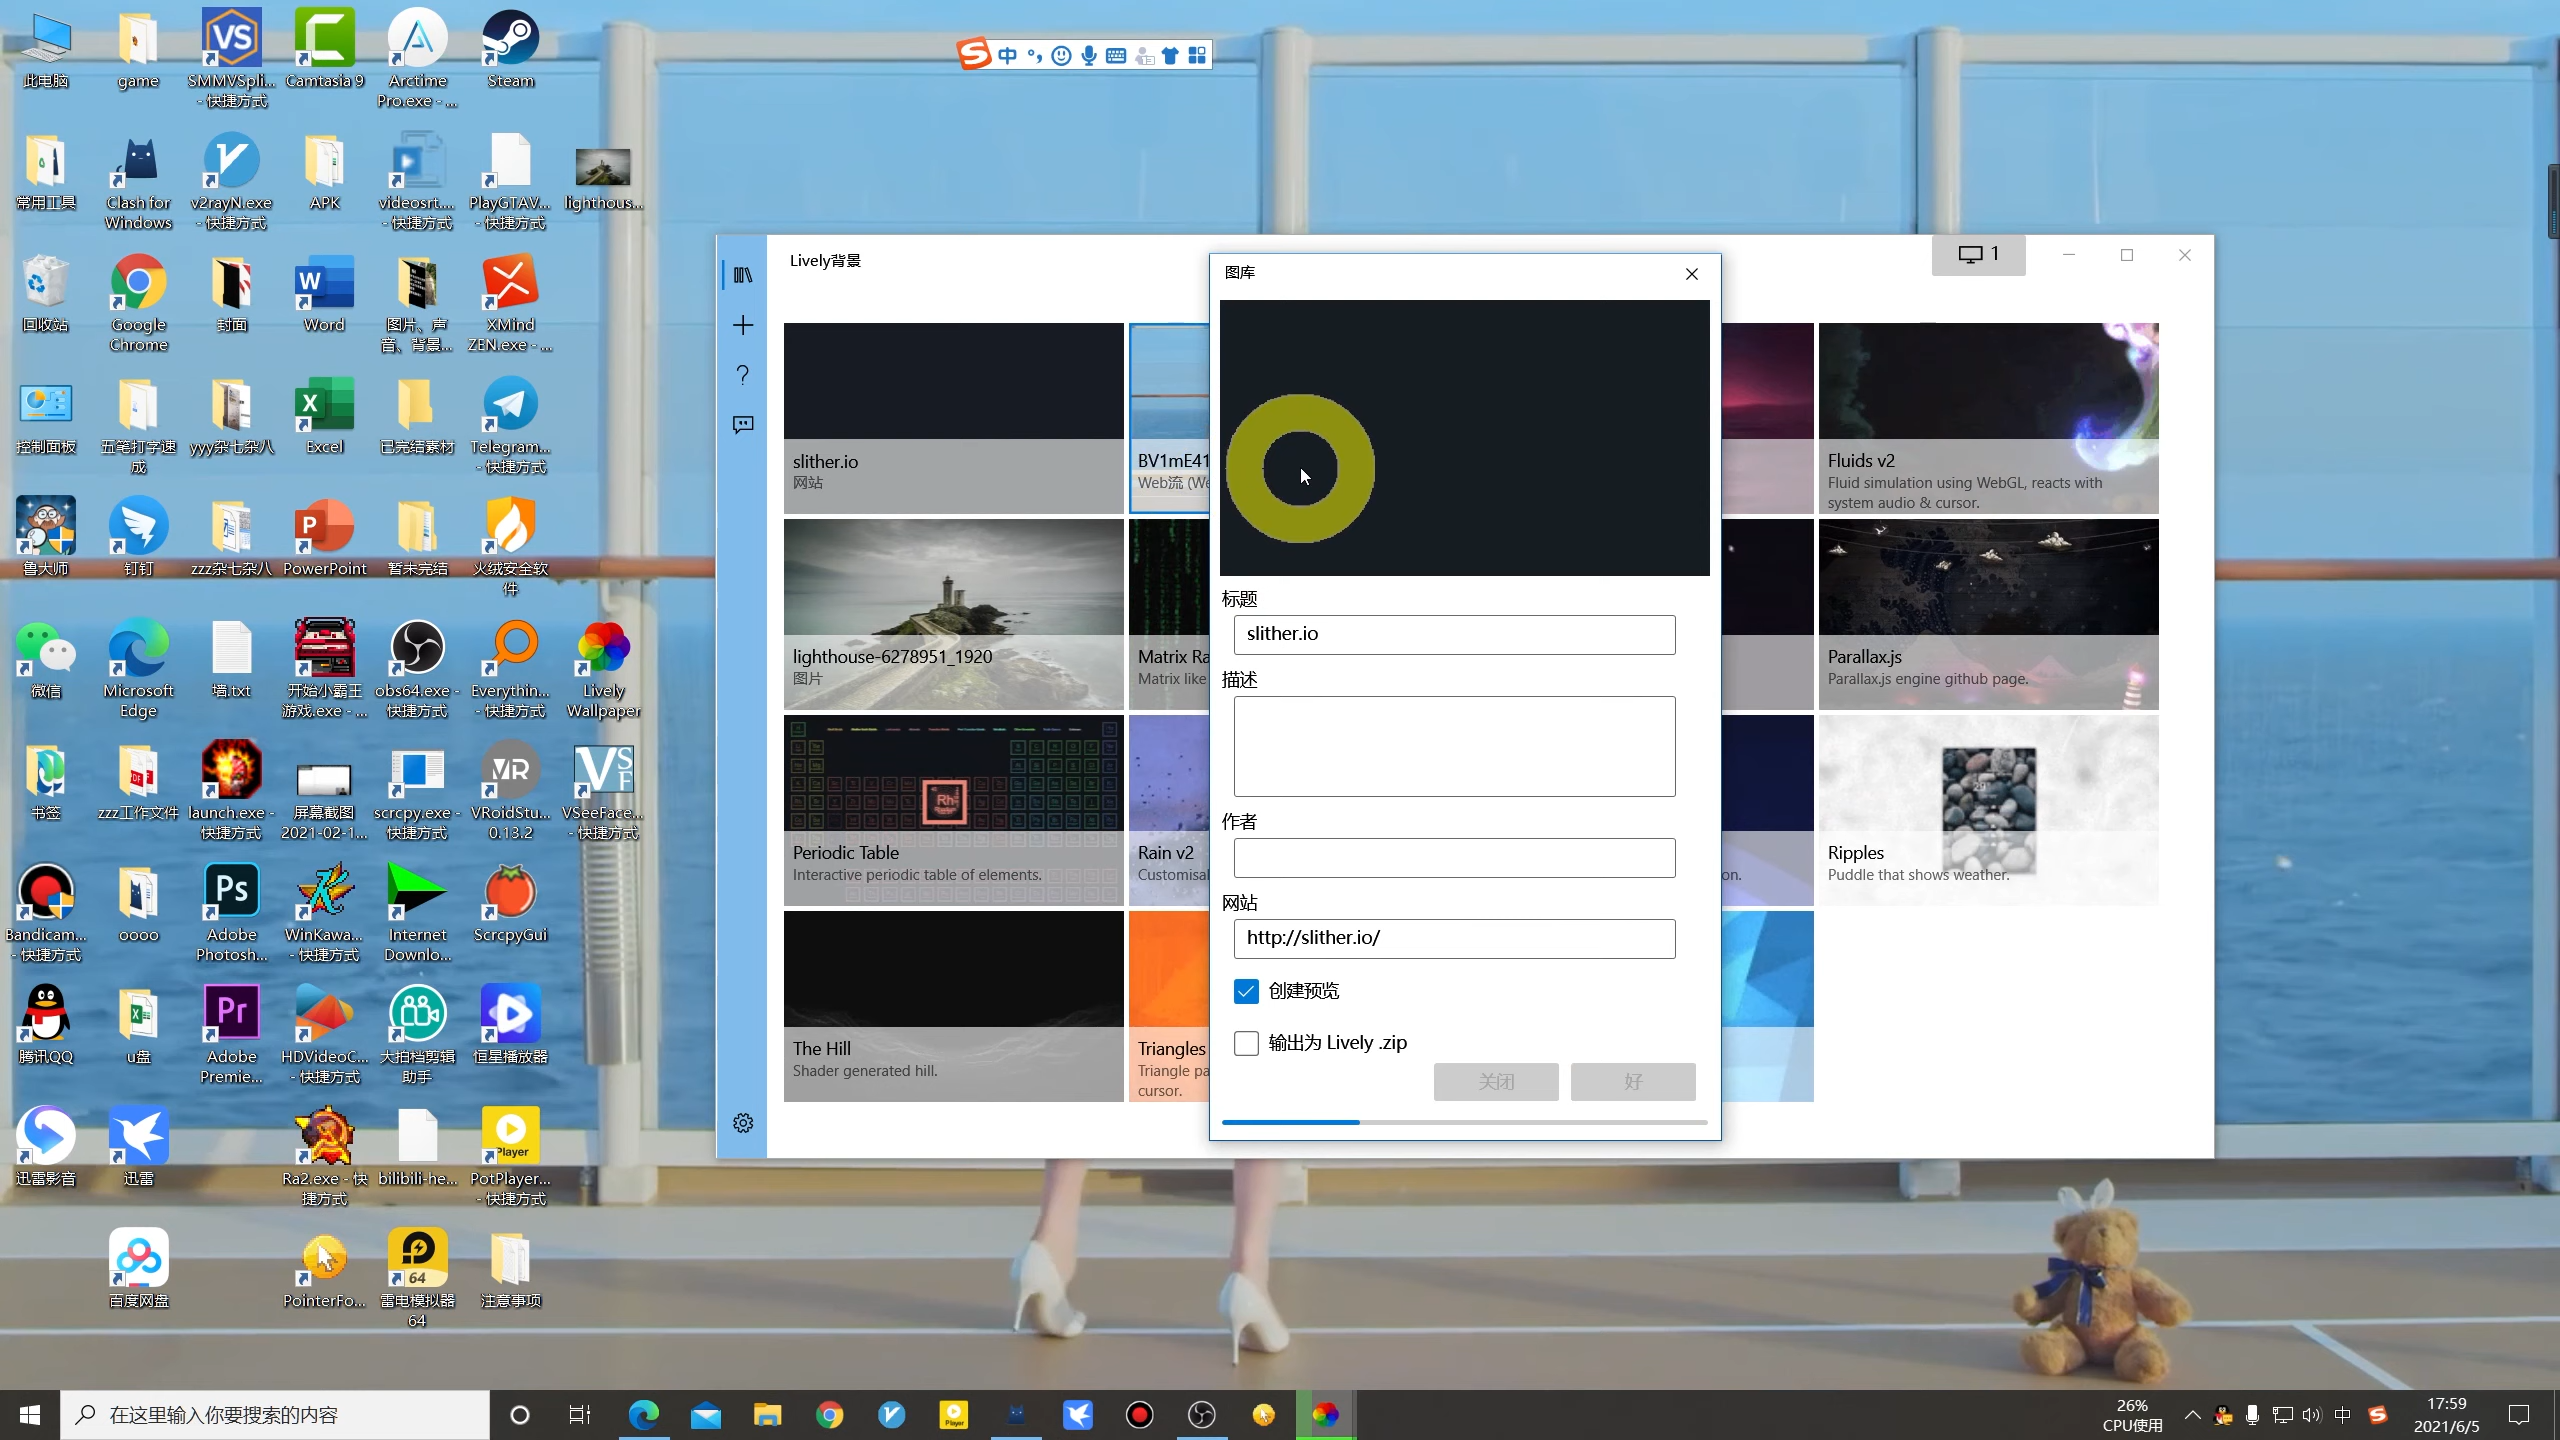 此电脑
game
SMMVSpli...
- 快捷方式
Camtasia 9
Arctime
Pro.exe - ...
Steam
常用工具
Clash for
Windows
v2rayN.exe
- 快捷方式
APK
videosrt....
- 快捷方式
PlayGTAV...
- 快捷方式
lighthous...
回收站
Google
Chrome
封面
Word
图片、声
音、背景...
XMind
ZEN.exe - ...
控制面板
五笔打字速
成
yyy杂七杂八
Excel
已完结素材
Telegram...
- 快捷方式
鲁大师
钉钉
zzz杂七杂八
PowerPoint
暂未完结
火绒安全软
件
微信
Microsoft
Edge
墙.txt
开始小霸王
游戏.exe - ...
obs64.exe -
快捷方式
Everythin...
- 快捷方式
Lively
Wallpaper
书签
zzz工作文件
launch.exe -
快捷方式
屏幕截图
2021-02-1...
scrcpy.exe -
快捷方式
VRoidStu...
0.13.2
VSeeFace...
- 快捷方式
Bandicam...
- 快捷方式
oooo
Adobe
Photosh...
WinKawa...
- 快捷方式
Internet
Downlo...
ScrcpyGui
腾讯QQ
u盘
Adobe
Premie...
HDVideoC...
- 快捷方式
大拍档剪辑
助手
恒星播放器
迅雷影音
迅雷
Ra2.exe - 快
捷方式
bilibili-he...
PotPlayer...
- 快捷方式
百度网盘
PointerFo...
雷电模拟器
64
注意事项
中
Lively背景
1
slither.io
网站
BV1mE41
Web流 (We
Fluids v2
Fluid simulation using WebGL, reacts with
system audio & cursor.
lighthouse-6278951_1920
图片
Matrix Ra
Matrix like
Parallax.js
Parallax.js engine github page.
Periodic Table
Interactive periodic table of elements.
Rain v2
Customisal
on.
Ripples
Puddle that shows weather.
The Hill
Shader generated hill.
Triangles
Triangle pa
cursor.
图库
标题
slither.io
描述
作者
网站
http://slither.io/
创建预览
输出为 Lively .zip
关闭
好
在这里输入你要搜索的内容
26%
CPU使用
中
17:59
2021/6/5